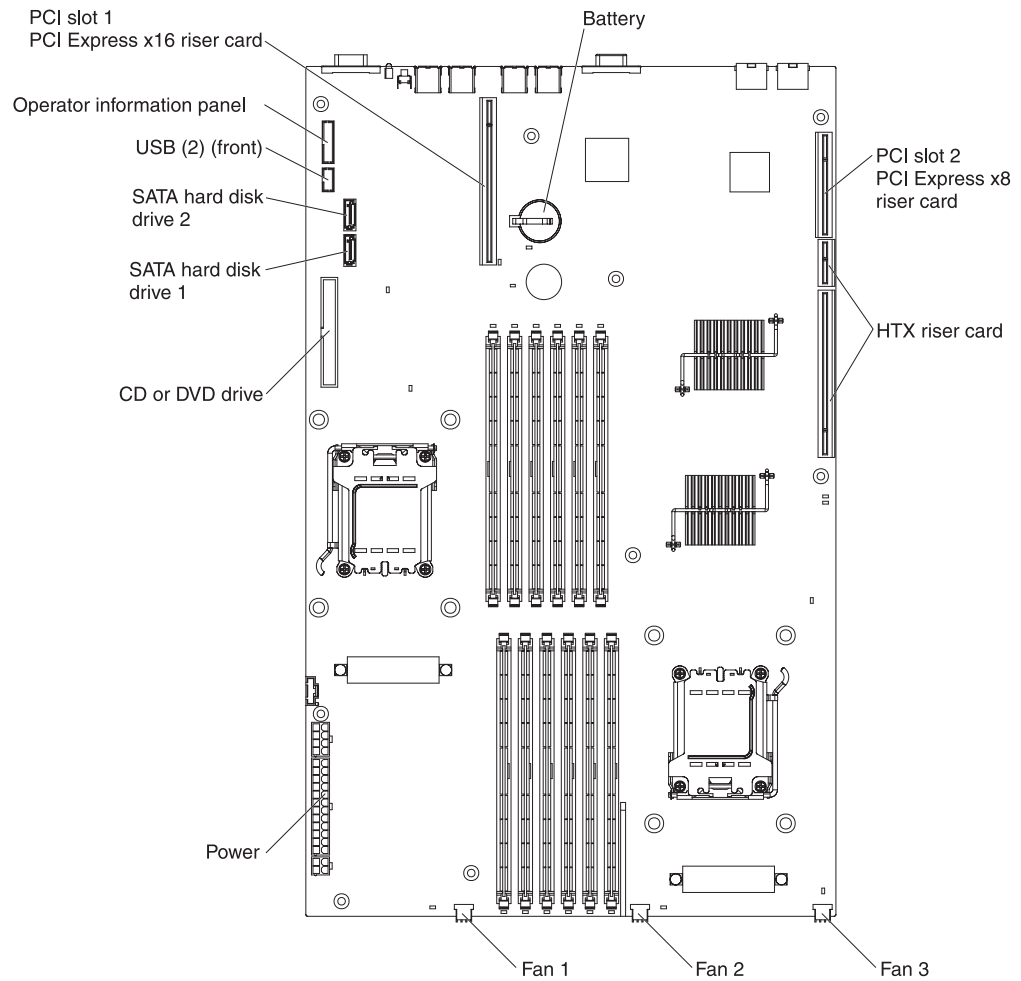 PCI slot 1
PCI Express x16 riser card
Battery
Operator information panel
USB (2) (front)
SATA hard disk
drive 2
SATA hard disk
drive 1
CD or DVD drive
PCI slot 2
PCI Express x8
riser card
HTX riser card
Power
Fan 1
Fan 2
Fan 3